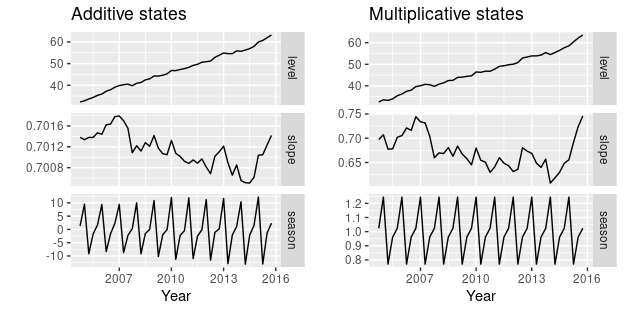 Additive states
60
50
40
level
0.7016
0.7012
0.7008
slope
10
5
0
-5
-10
season
2007 2010 2013 2016
Year
Multiplicative states
60
50
40
level
0.75
0.70
0.65
slope
1.2
1.1
1.0
0.9
0.8
season
2007 2010 2013 2016
Year